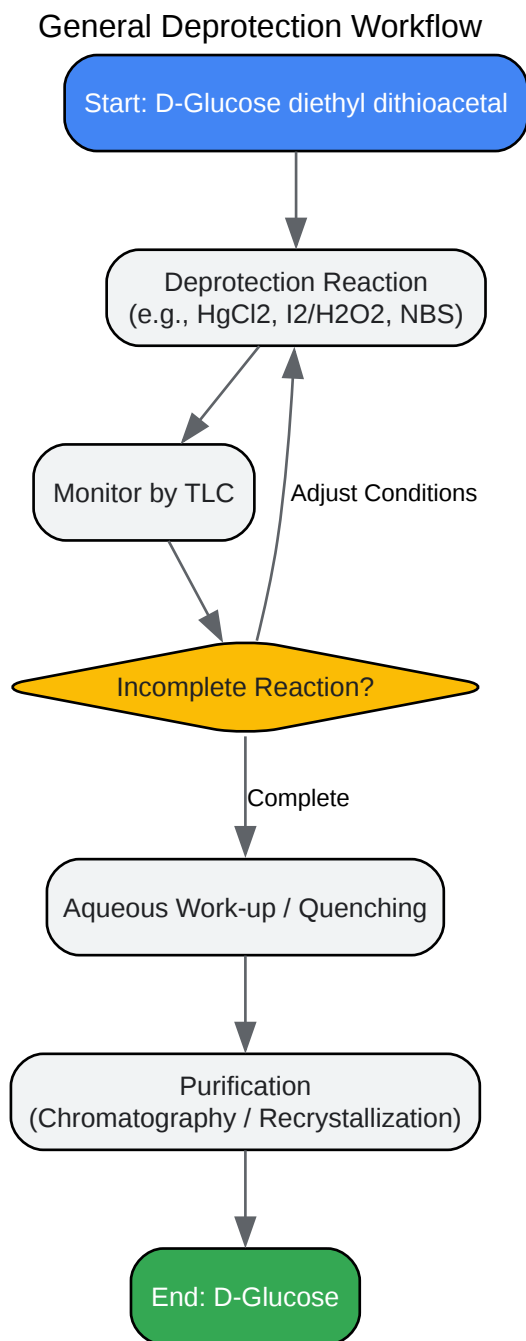 General Deprotection Workflow
Start: D-Glucose diethyl dithioacetal
Deprotection Reaction
(e.g., HgCl2, I2/H2O2, NBS)
Monitor by TLC
Adjust Conditions
Incomplete Reaction?
Complete
Aqueous Work-up / Quenching
Purification
(Chromatography / Recrystallization)
End: D-Glucose